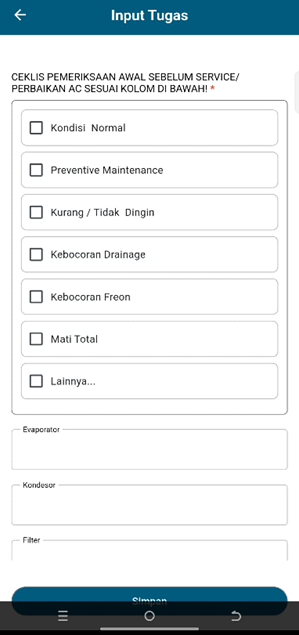 Input Tugas
CEKLIS PEMERIKSAAN AWAL SEBELUM SERVICE/
PERBAIKAN AC SESUAI KOLOM DI BAWAH! *
Kondisi Normal
Preventive Maintenance
Kurang / Tidak Dingin
Kebocoran Drainage
Kebocoran Freon
Mati Total
Lainnya...
Evaporator
Kondesor
Filter
Simpan